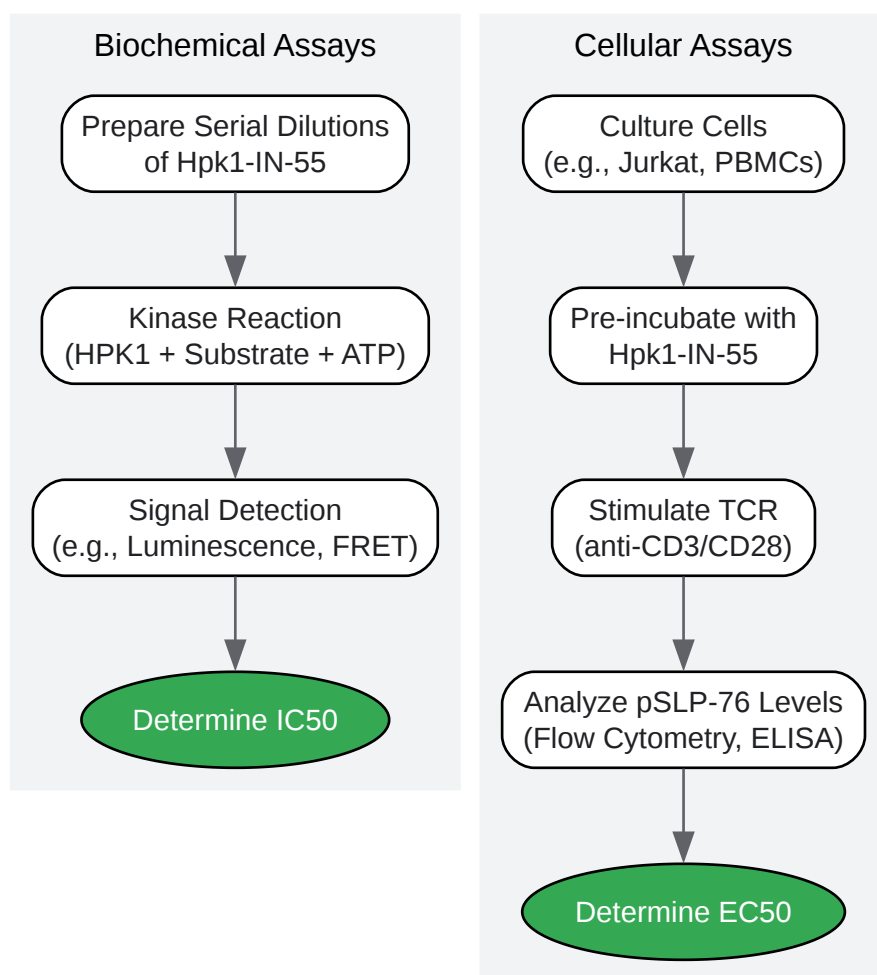 Biochemical Assays
Prepare Serial Dilutions
of Hpk1-IN-55
Kinase Reaction
(HPK1 + Substrate + ATP)
Signal Detection
(e.g., Luminescence, FRET)
Determine IC50
Cellular Assays
Culture Cells
(e.g., Jurkat, PBMCs)
Pre-incubate with
Hpk1-IN-55
Stimulate TCR
(anti-CD3/CD28)
Analyze pSLP-76 Levels
(Flow Cytometry, ELISA)
Determine EC50